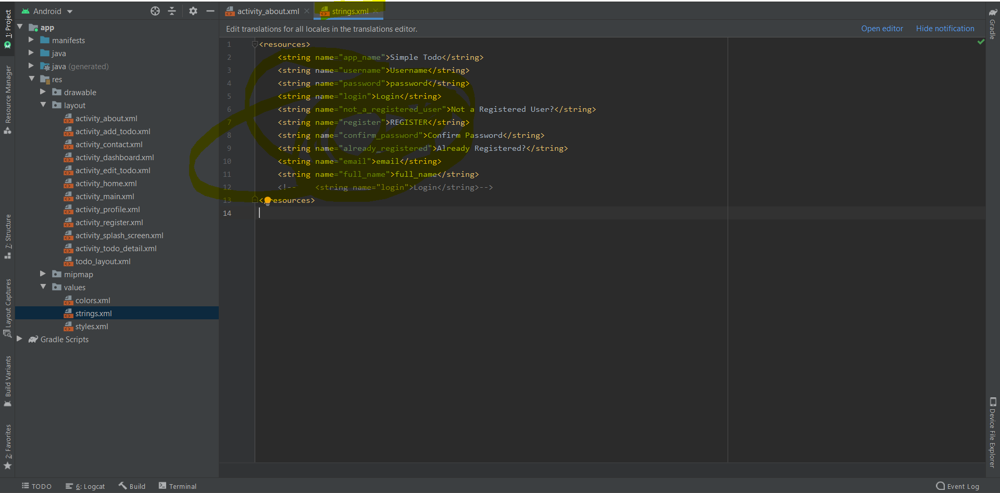 Android
activity_about.xml
strings.xml
Edit translations for all locales in the translations editor.
Open editor
Hide notification
1: Project
Resource Manager
7: Structure
Layout Captures
Build Variants
2: Favorites
app
manifests
java
java (generated)
res
drawable
layout
activity_about.xml
activity_add_todo.xml
activity_contact.xml
activity_dashboard.xml
activity_edit_todo.xml
activity_home.xml
activity_main.xml
activity_profile.xml
activity_register.xml
activity_splash_screen.xml
activity_todo_detail.xml
todo_layout.xml
mipmap
values
colors.xml
strings.xml
styles.xml
Gradle Scripts
1 <resources>
2 <string name="app_name">Simple Todo</string>
3 <string name="username">Username</string>
4 <string name="password">password</string>
5 <string name="login">Login</string>
6 <string name="not_a_registered_user">Not a Registered User?</string>
7 <string name="register">REGISTER</string>
8 <string name="confirm_password">Confirm Password</string>
9 <string name="already_registered">Already Registered?</string>
10 <string name="email">email</string>
11 <string name="full_name">full_name</string>
12 <!-- <string name="login">Login</string>-->
13 </resources>
14
Gradle
Device File Explorer
TODO
6: Logcat
Build
Terminal
Event Log